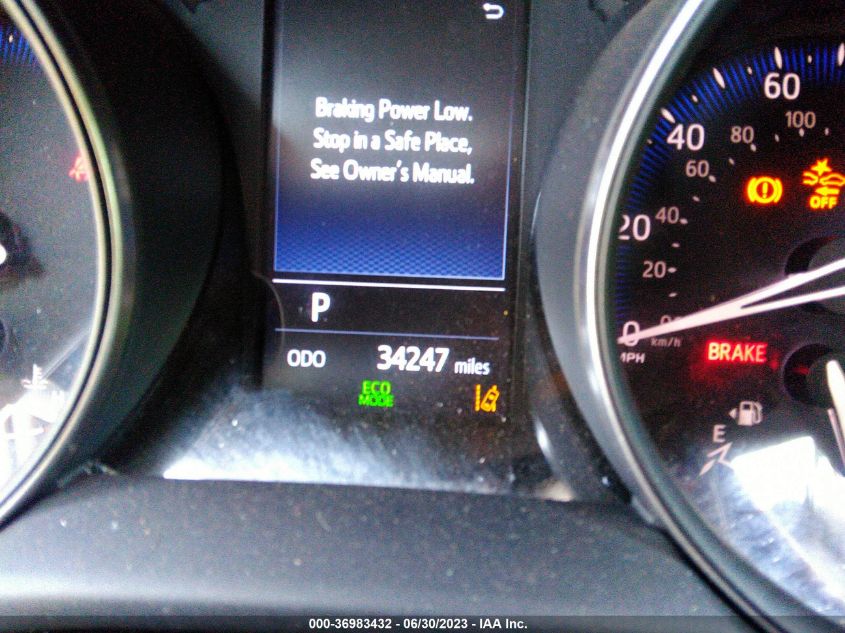 Braking Power Low.
Stop in a Safe Place,
See Owner's Manual.
P
ODO 34247 miles
ECO
MODE
60
40
100
80
60
OFF
20
40
20
0
km/h
MPH
BRAKE
E
000-36983432 - 06/30/2023 - IAA Inc.